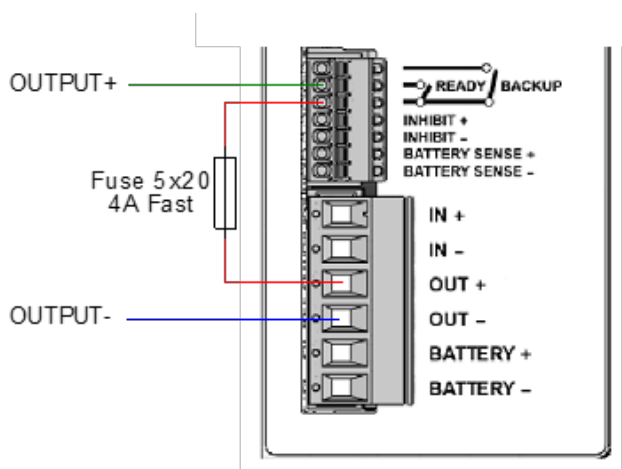 OUTPUT+
READY BACKUP
INHIBIT +
INHIBIT –
BATTERY SENSE +
BATTERY SENSE –
Fuse 5x20
4A Fast
IN +
IN –
OUT +
OUTPUT-
OUT –
BATTERY +
BATTERY –